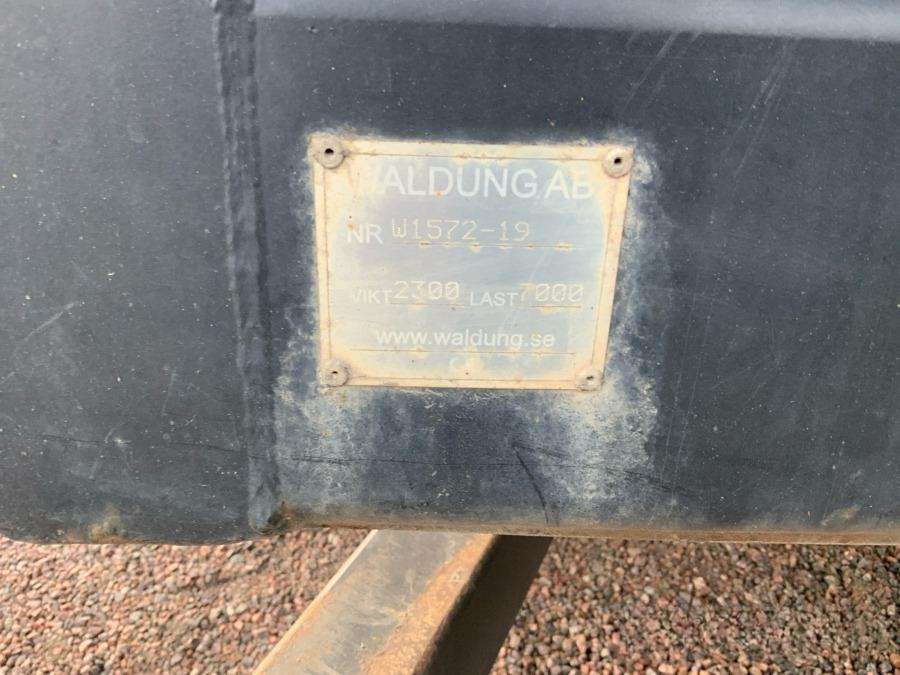 WALDUNG AB
NR W1572-19
VIKT 2300 LAST 7000
www.waldung.se